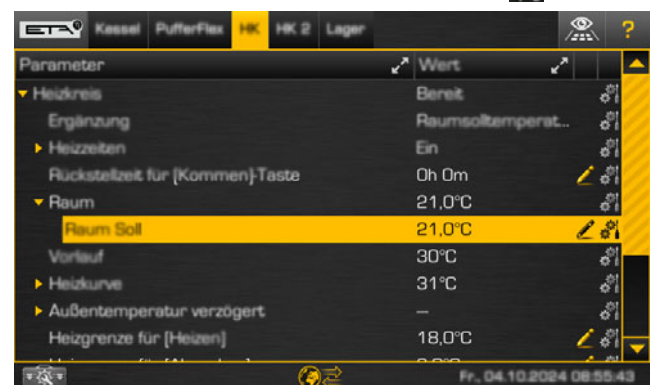 ETA Kessel PufferFlex HK HK 2 Lager ?
Parameter Wert
Heizkreis Bereit
Ergänzung Raumsolltemperat...
Heizzeiten Ein
Rückstellzeit für [Kommen]-Taste 0h 0m
Raum 21,0°C
Raum Soll 21,0°C
Vorlauf 30°C
Heizkurve 31°C
Außentemperatur verzögert –
Heizgrenze für [Heizen] 18,0°C
Fr., 04.10.2024 08:55:43